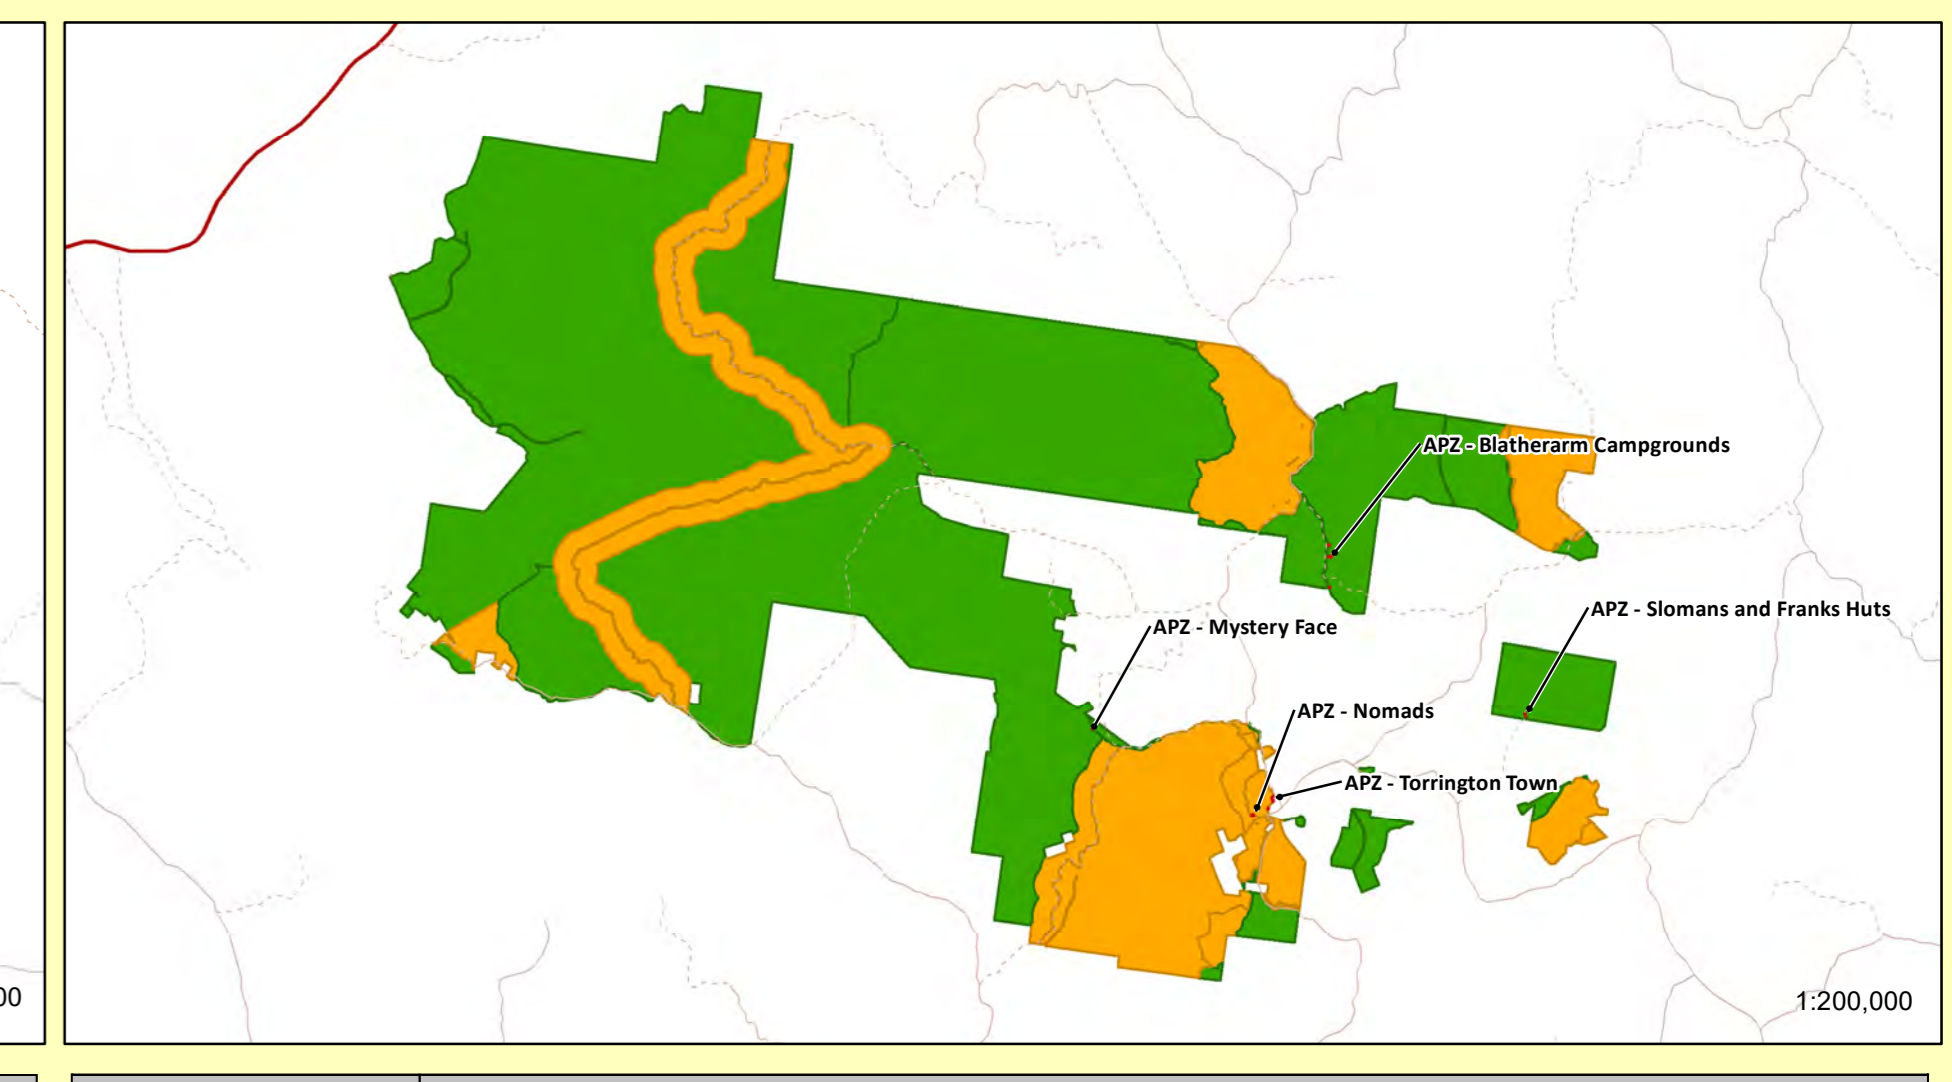 APZ - Blatherarm Campgrounds
APZ - Slomans and Franks Huts
APZ - Mystery Face
APZ - Nomads
APZ - Torrington Town
00
1:200,000